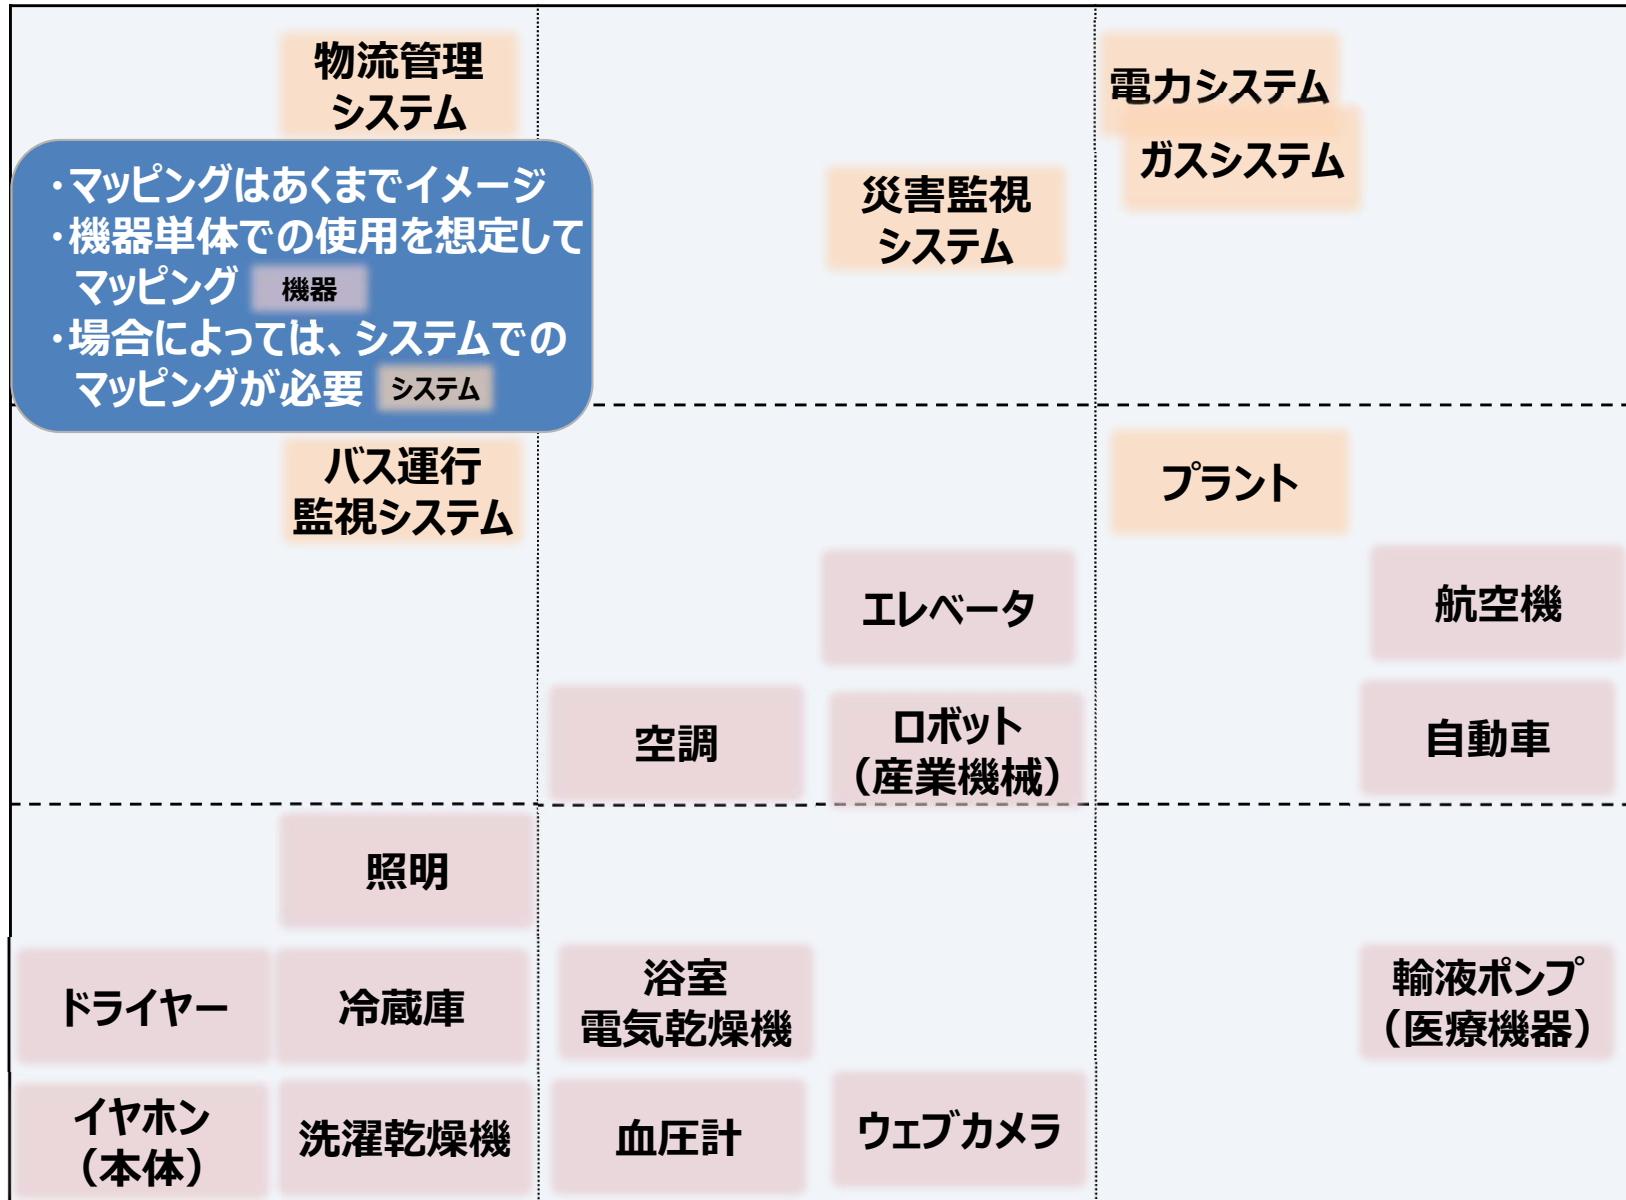 物流管理
システム
電力システム
ガスシステム
・マッピングはあくまでイメージ
・機器単体での使用を想定して
マッピング 機器
・場合によっては、システムでの
マッピングが必要 システム
災害監視
システム
バス運行
監視システム
プラント
エレベータ
航空機
空調
ロボット
（産業機械）
自動車
照明
ドライヤー
冷蔵庫
浴室
電気乾燥機
輸液ポンプ
（医療機器）
イヤホン
（本体）
洗濯乾燥機
血圧計
ウェブカメラ